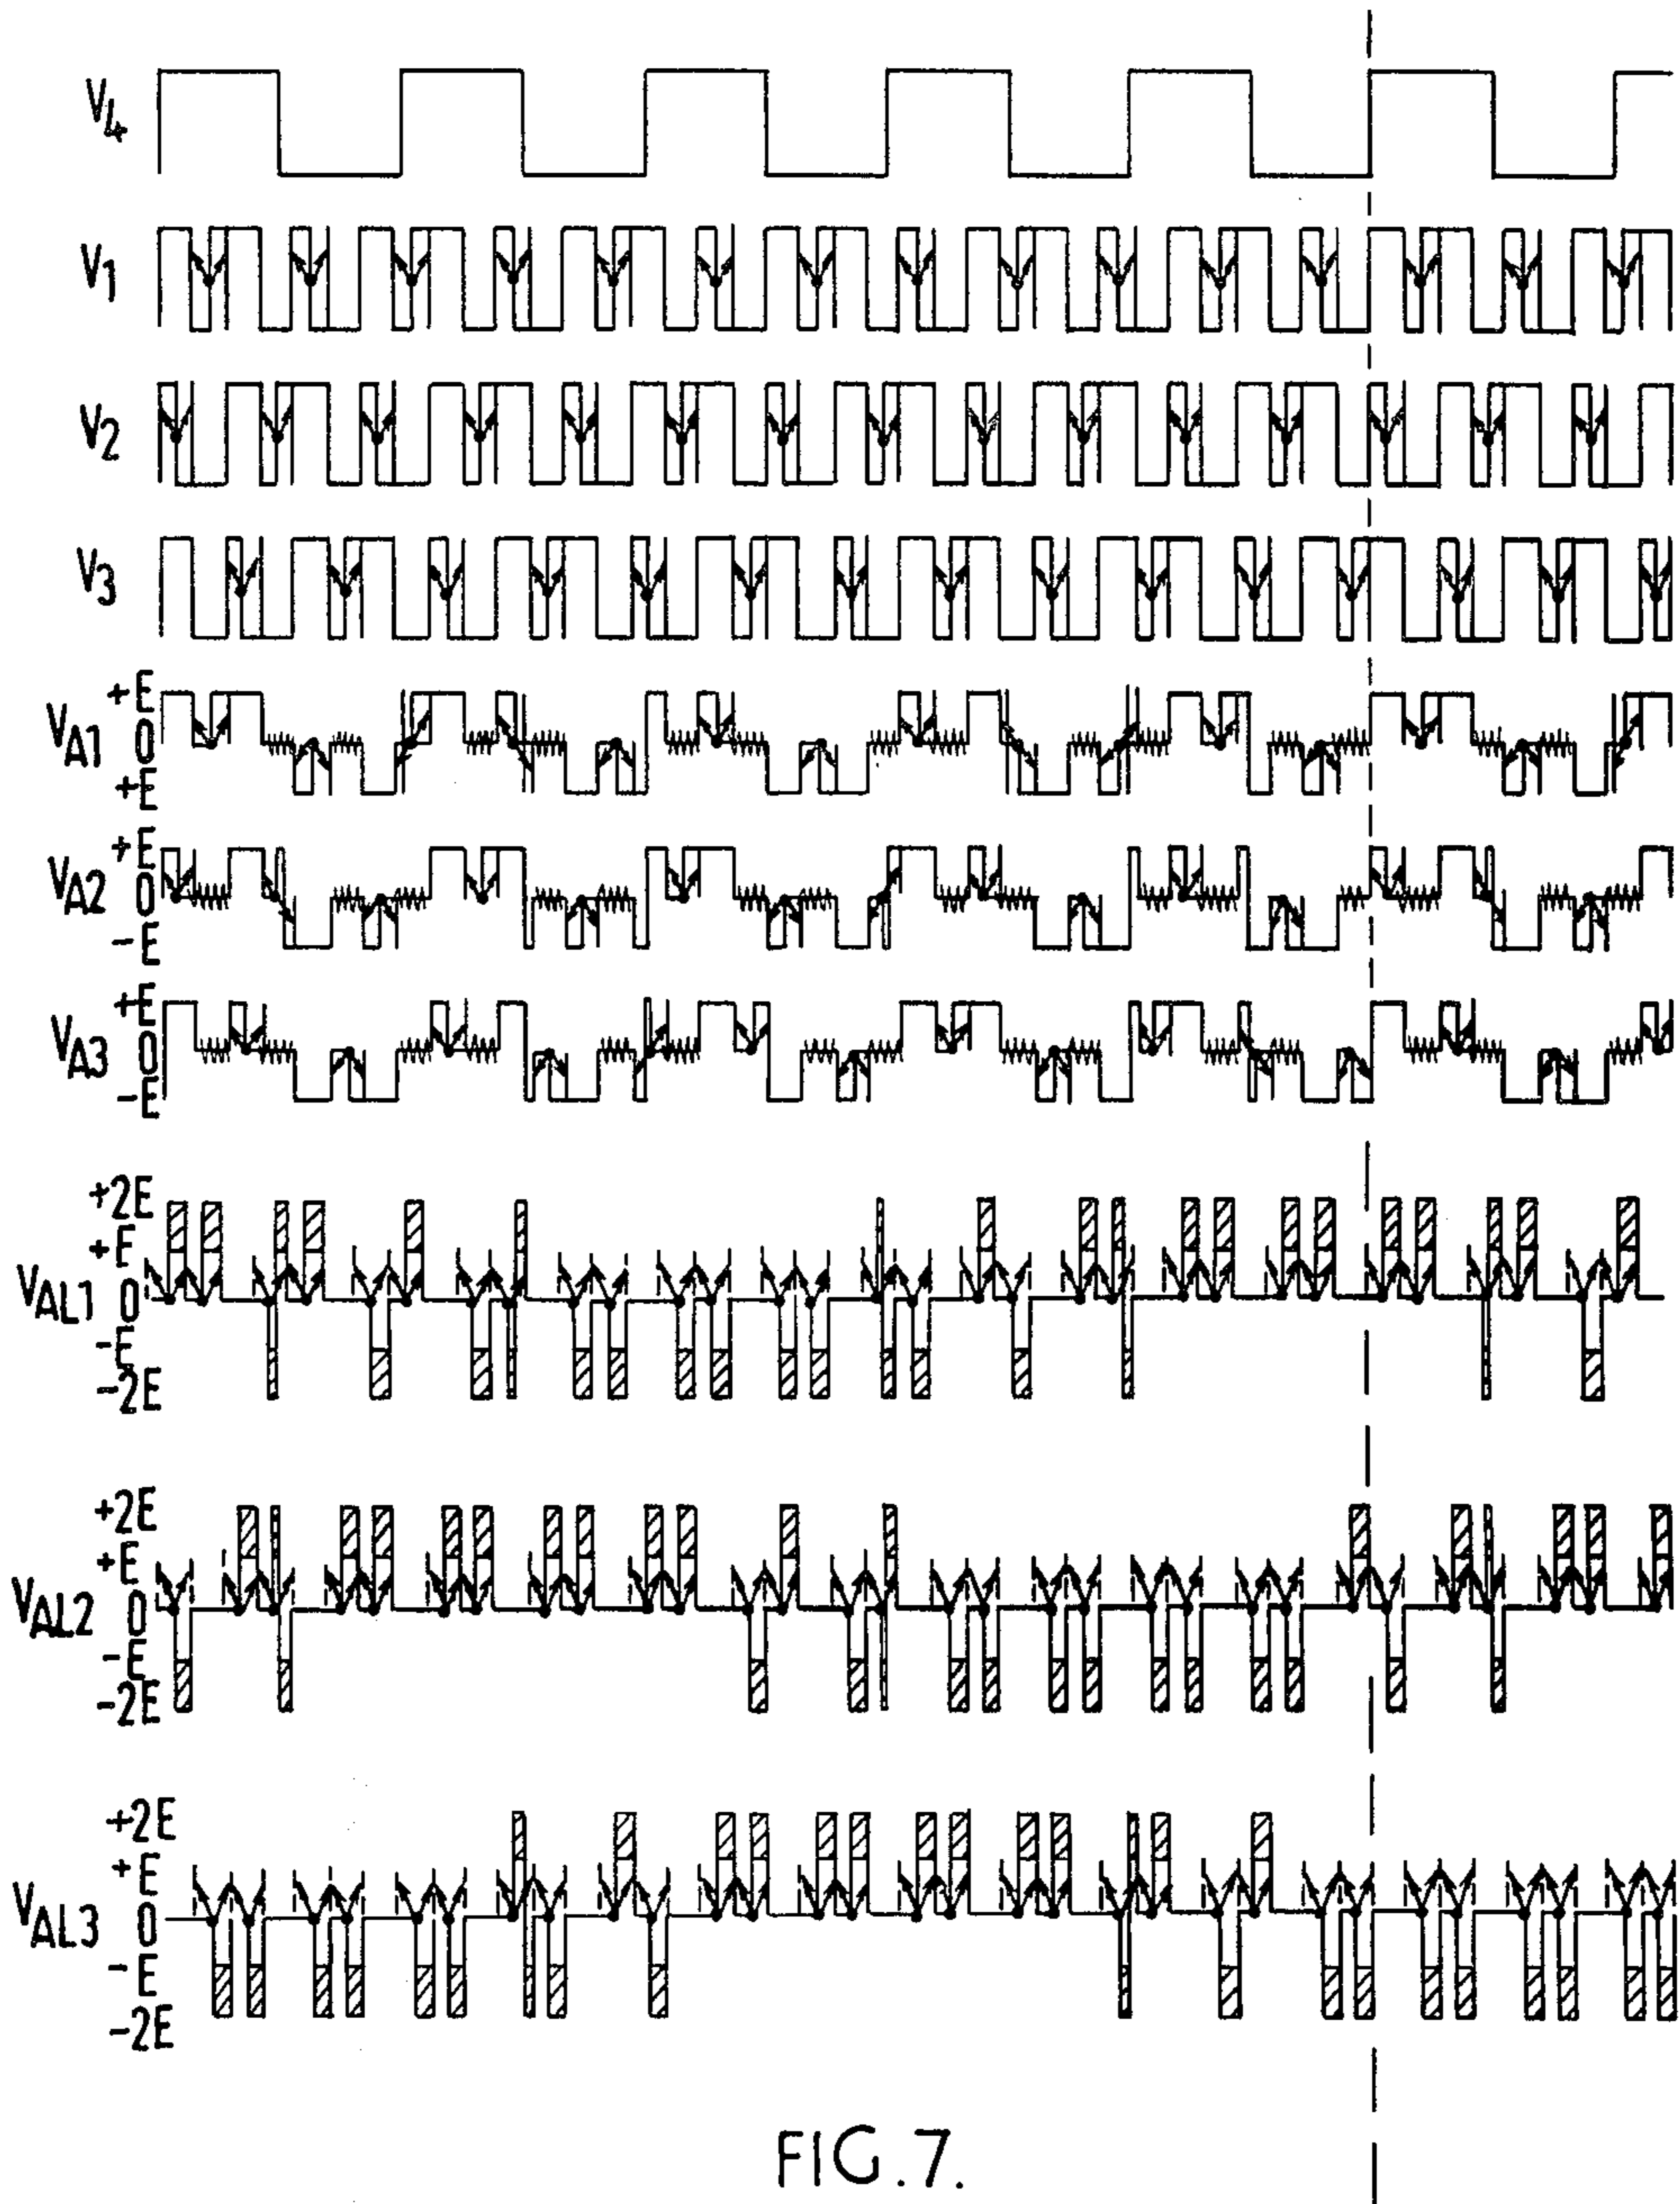 V4
V1
V2
V3
+E
VA1 0
+E
+E
VA2 0
-E
+E
VA3 0
-E
+2E
+E
VAL1 0
-E
-2E
+2E
+E
VAL2 0
-E
-2E
+2E
+E
VAL3 0
-E
-2E
FIG.7.